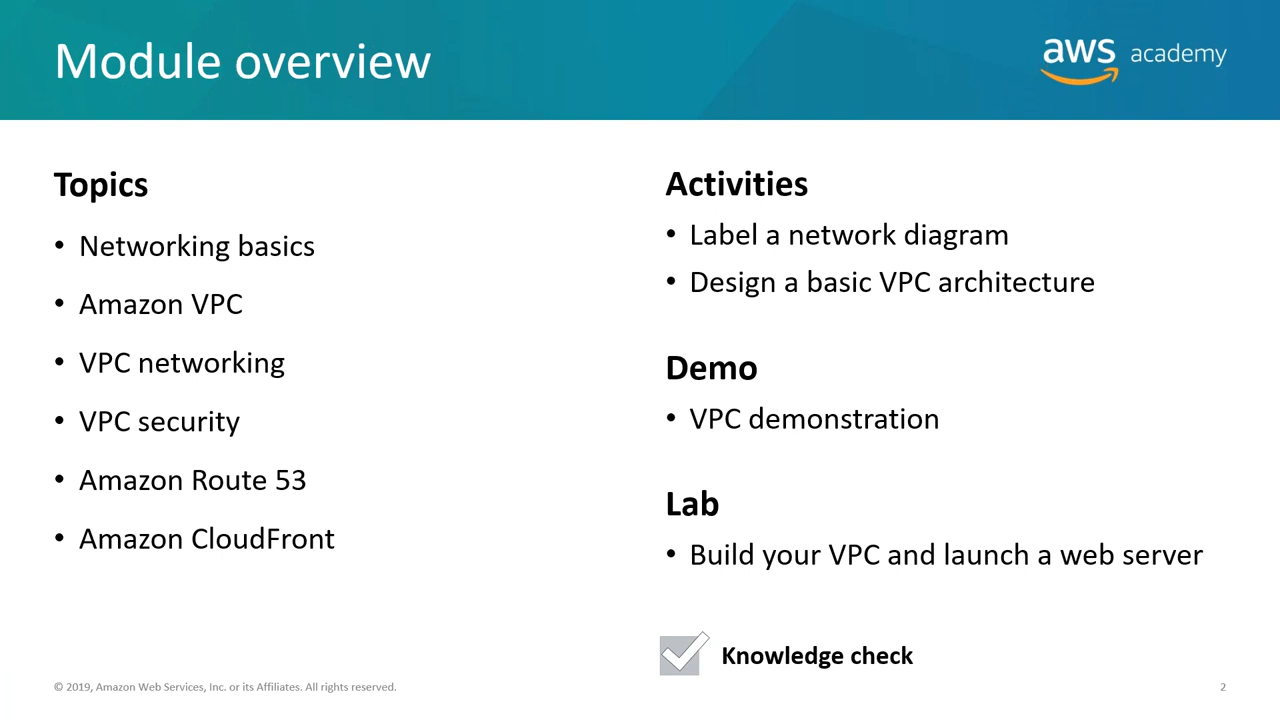 Module overview
aws academy
Topics
• Networking basics
• Amazon VPC
• VPC networking
• VPC security
• Amazon Route 53
• Amazon CloudFront
Activities
• Label a network diagram
• Design a basic VPC architecture
Demo
• VPC demonstration
Lab
• Build your VPC and launch a web server
Knowledge check
© 2019, Amazon Web Services, Inc. or its Affiliates. All rights reserved.
2